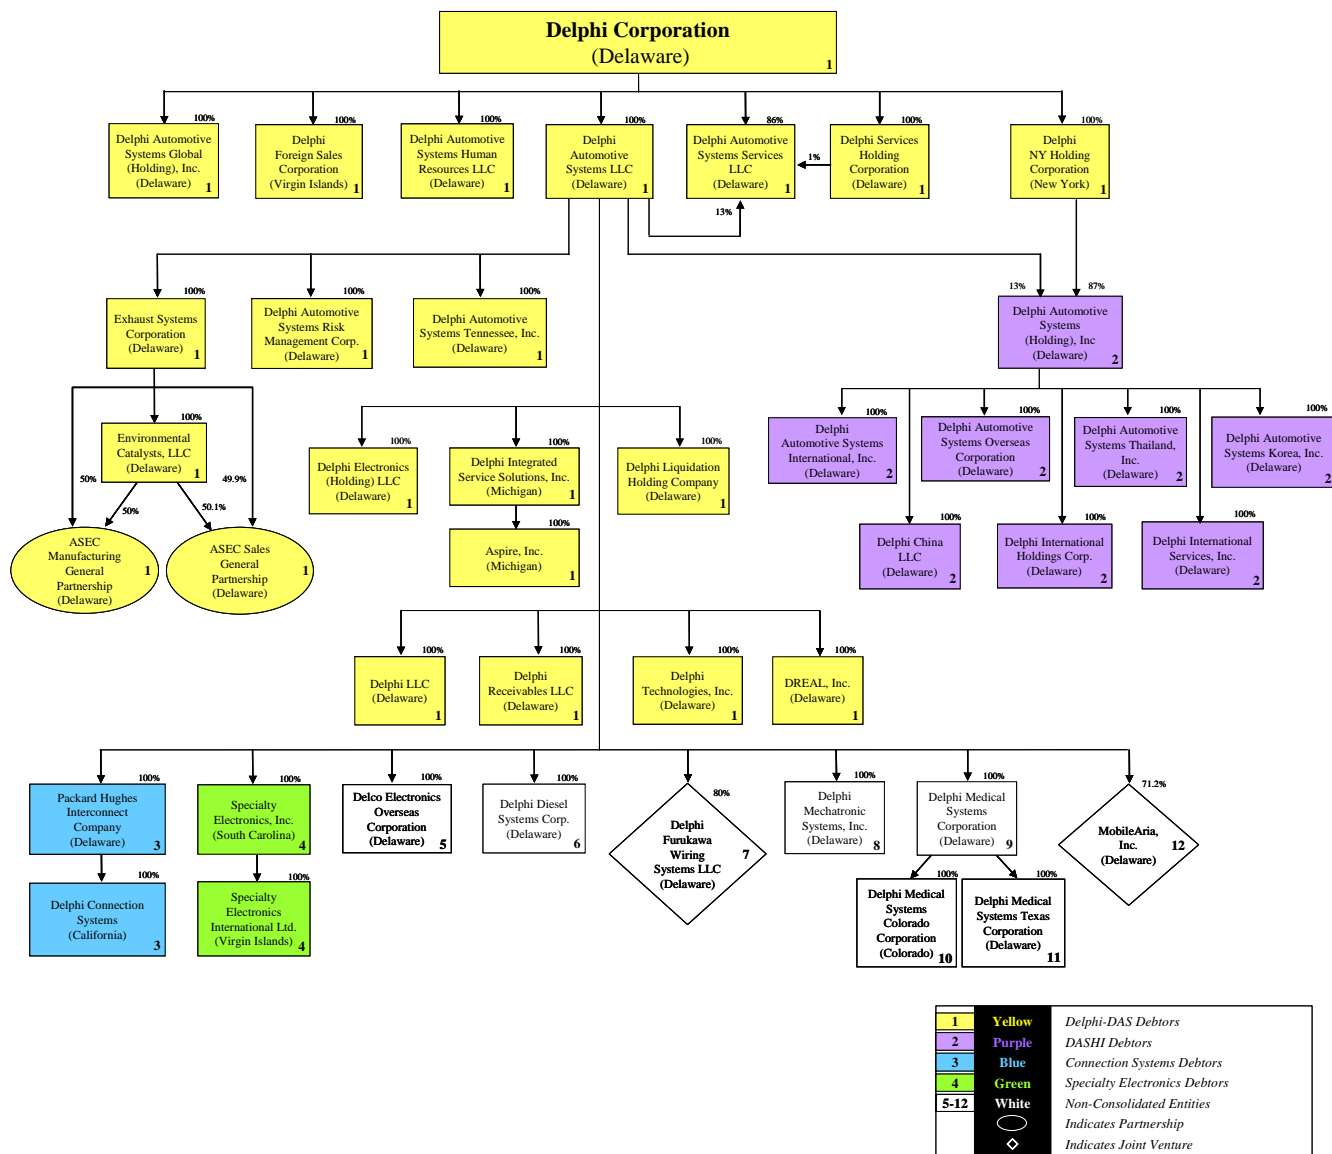 Delphi Corporation
(Delaware)
1
100%
Delphi Automotive
Systems Global
(Holding), Inc.
(Delaware)
1
100%
Delphi
Foreign Sales
Corporation
(Virgin Islands)
1
100%
Delphi Automotive
Systems Human
Resources LLC
(Delaware)
1
100%
Delphi
Automotive
Systems LLC
(Delaware)
1
86%
Delphi Automotive
Systems Services
LLC
(Delaware)
1
1%
13%
100%
Delphi Services
Holding
Corporation
(Delaware)
1
100%
Delphi
NY Holding
Corporation
(New York)
1
100%
Exhaust Systems
Corporation
(Delaware)
1
100%
Delphi Automotive
Systems Risk
Management Corp.
(Delaware)
1
100%
Delphi Automotive
Systems Tennessee, Inc.
(Delaware)
1
13%
87%
Delphi Automotive
Systems
(Holding), Inc
(Delaware)
2
100%
Environmental
Catalysts, LLC
(Delaware)
1
50%
50%
50.1%
49.9%
ASEC
Manufacturing
General
Partnership
(Delaware)
1
ASEC Sales
General
Partnership
(Delaware)
1
100%
Delphi Electronics
(Holding) LLC
(Delaware)
1
100%
Delphi Integrated
Service Solutions, Inc.
(Michigan)
1
100%
Delphi Liquidation
Holding Company
(Delaware)
1
100%
Aspire, Inc.
(Michigan)
1
100%
Delphi
Automotive Systems
International, Inc.
(Delaware)
2
100%
Delphi Automotive
Systems Overseas
Corporation
(Delaware)
2
100%
Delphi Automotive
Systems Thailand,
Inc.
(Delaware)
2
100%
Delphi Automotive
Systems Korea, Inc.
(Delaware)
2
100%
Delphi China
LLC
(Delaware)
2
100%
Delphi International
Holdings Corp.
(Delaware)
2
100%
Delphi International
Services, Inc.
(Delaware)
2
100%
Delphi LLC
(Delaware)
1
100%
Delphi
Receivables LLC
(Delaware)
1
100%
Delphi
Technologies, Inc.
(Delaware)
1
100%
DREAL, Inc.
(Delaware)
1
100%
Packard Hughes
Interconnect
Company
(Delaware)
3
100%
Specialty
Electronics, Inc.
(South Carolina)
4
100%
Delco Electronics
Overseas
Corporation
(Delaware)
5
100%
Delphi Diesel
Systems Corp.
(Delaware)
6
80%
Delphi
Furukawa
Wiring
Systems LLC
(Delaware)
7
100%
Delphi
Mechatronic
Systems, Inc.
(Delaware)
8
100%
Delphi Medical
Systems
Corporation
(Delaware)
9
71.2%
MobileAria,
Inc.
(Delaware)
12
100%
Delphi Connection
Systems
(California)
3
100%
Specialty
Electronics
International Ltd.
(Virgin Islands)
4
100%
Delphi Medical
Systems
Colorado
Corporation
(Colorado)
10
100%
Delphi Medical
Systems Texas
Corporation
(Delaware)
11
1 Yellow Delphi-DAS Debtors
2 Purple DASHI Debtors
3 Blue Connection Systems Debtors
4 Green Specialty Electronics Debtors
5-12 White Non-Consolidated Entities
Indicates Partnership
Indicates Joint Venture